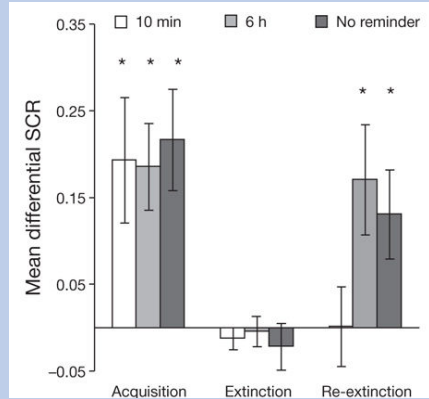 10 min 6 h No reminder
Mean differential SCR
0.35
0.25
0.15
0.05
−0.05
* * *
* *
Acquisition Extinction Re-extinction